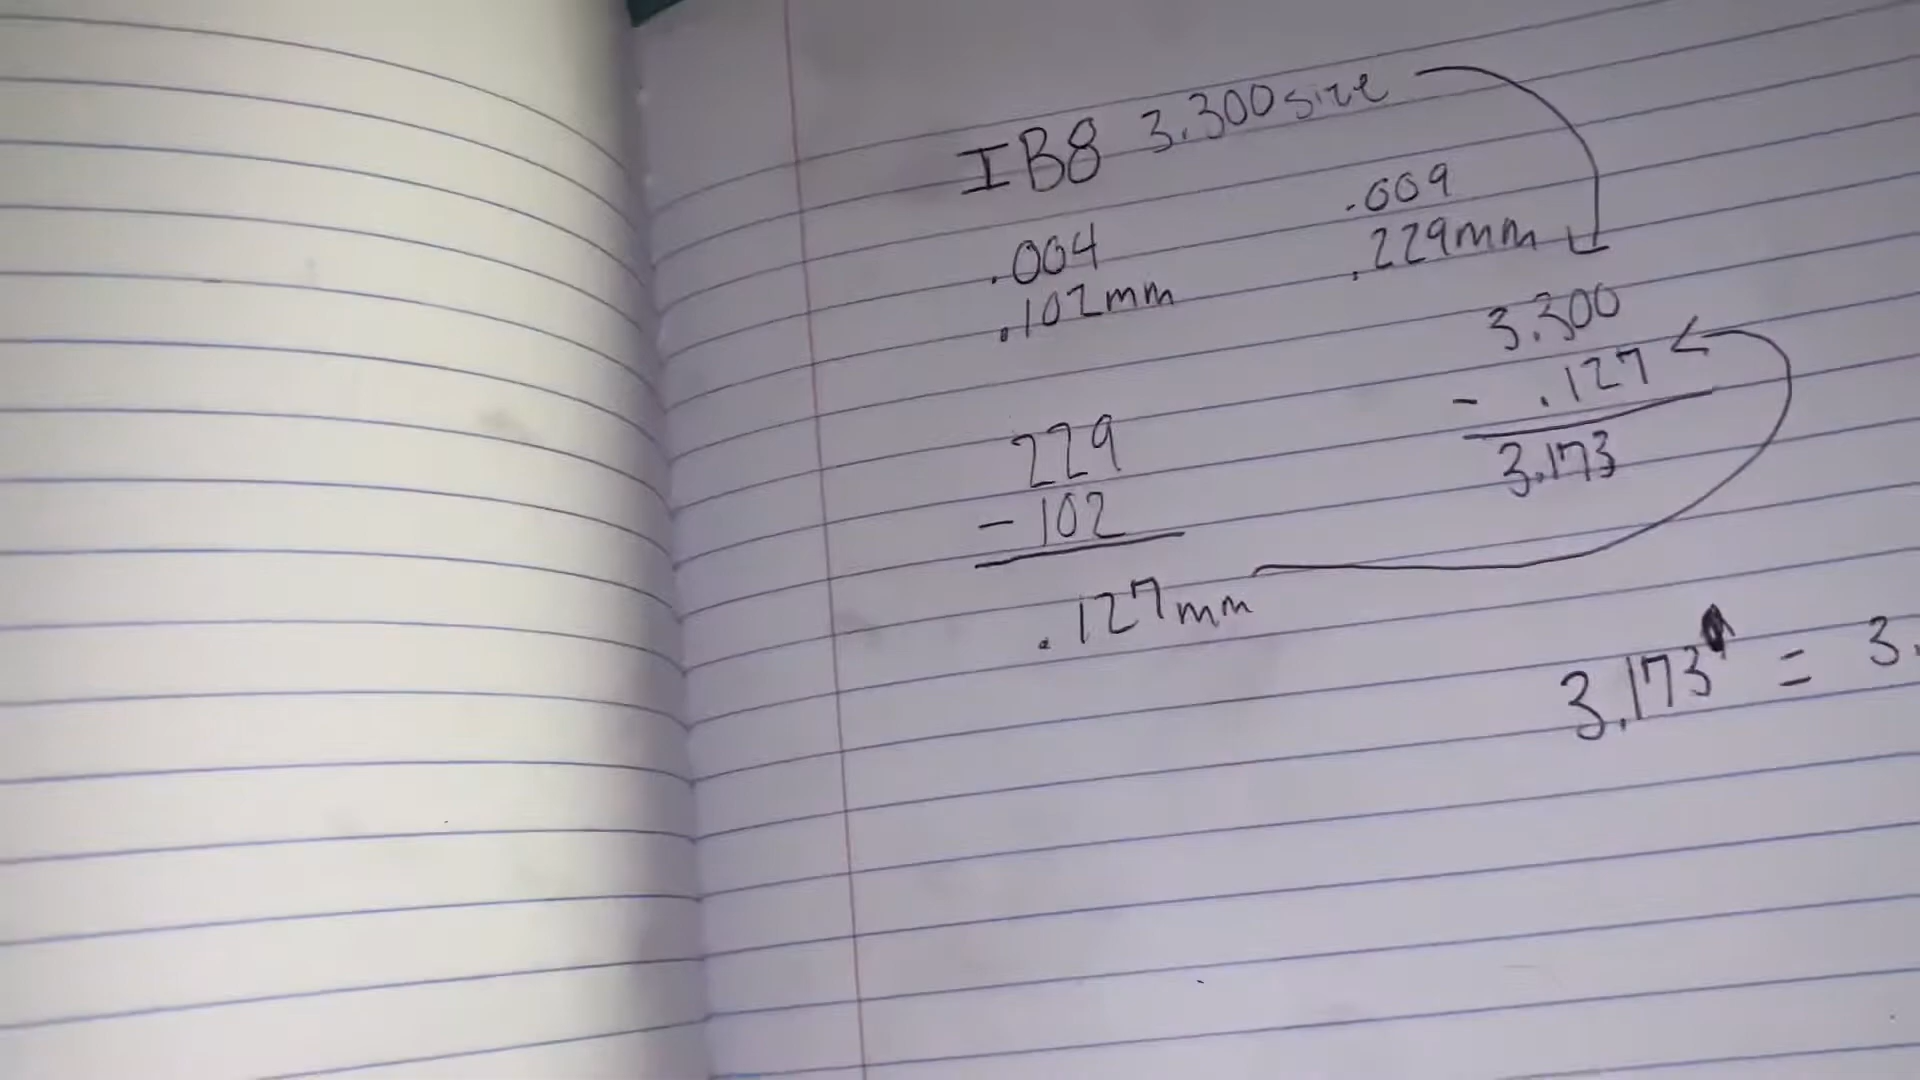 IB8 3.300 size
.004
.102mm
.009
.229mm
229
- 102
.127mm
3.300
- .127
3.173
3.173 = 3.